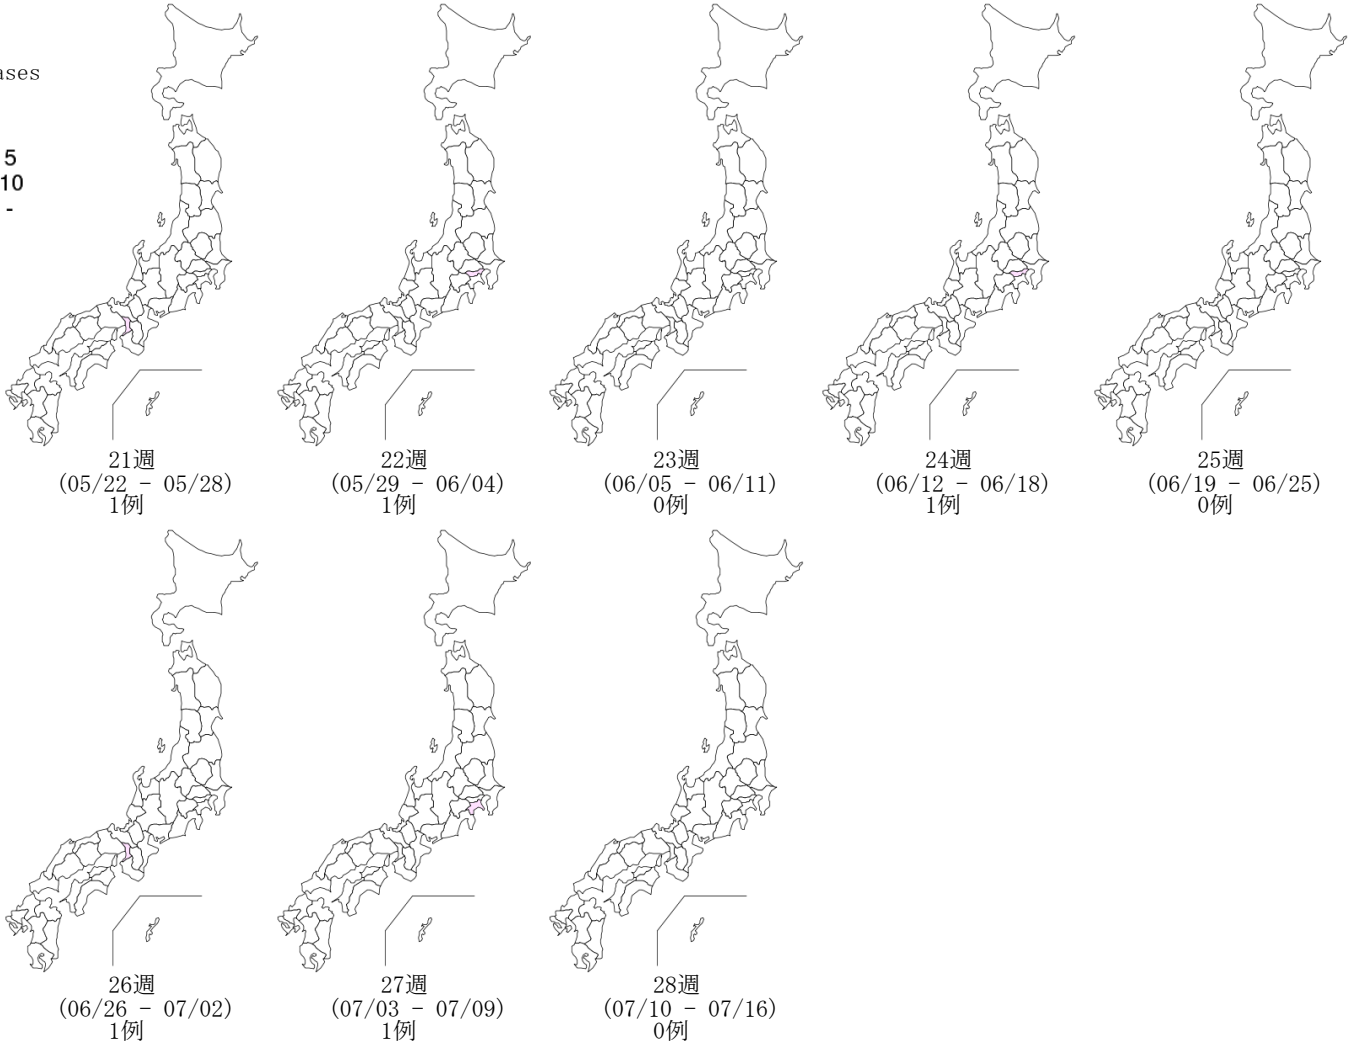 ases
5
10
-
21週
(05/22 - 05/28)
1例
22週
(05/29 - 06/04)
1例
23週
(06/05 - 06/11)
0例
24週
(06/12 - 06/18)
1例
25週
(06/19 - 06/25)
0例
26週
(06/26 - 07/02)
1例
27週
(07/03 - 07/09)
1例
28週
(07/10 - 07/16)
0例